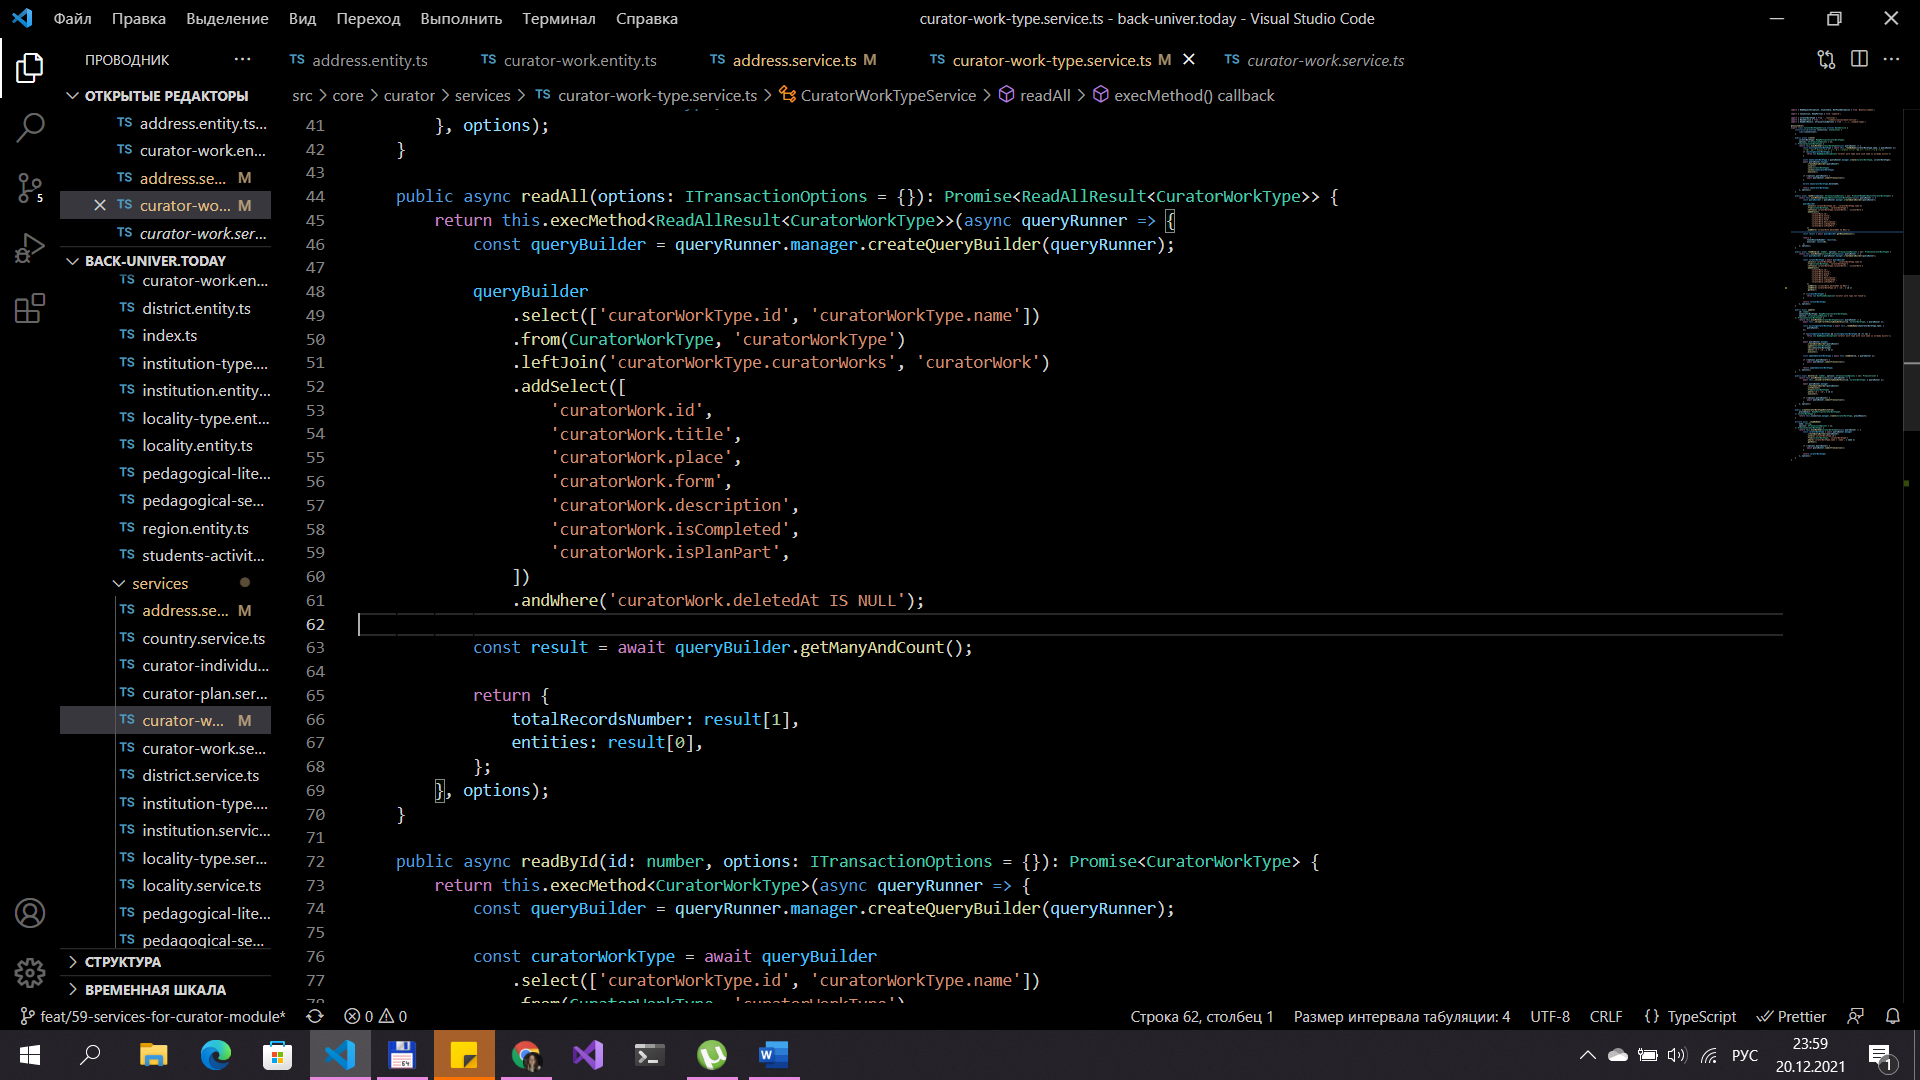 Файл Правка Выделение Вид Переход Выполнить Терминал Справка curator-work-type.service.ts - back-univer.today - Visual Studio Code
ПРОВОДНИК ...
TS address.entity.ts TS curator-work.entity.ts TS address.service.ts M TS curator-work-type.service.ts M TS curator-work.service.ts
src > core > curator > services > TS curator-work-type.service.ts > CuratorWorkTypeService > readAll > execMethod() callback
ОТКРЫТЫЕ РЕДАКТОРЫ
TS address.entity.ts...
TS curator-work.en...
TS address.se... M
TS curator-wo... M
TS curator-work.ser...
BACK-UNIVER.TODAY
TS curator-work.en...
TS district.entity.ts
TS index.ts
TS institution-type....
TS institution.entity...
TS locality-type.ent...
TS locality.entity.ts
TS pedagogical-lite...
TS pedagogical-se...
TS region.entity.ts
TS students-activit...
services
TS address.se... M
TS country.service.ts
TS curator-individu...
TS curator-plan.ser...
TS curator-w... M
TS curator-work.se...
TS district.service.ts
TS institution-type....
TS institution.servic...
TS locality-type.ser...
TS locality.service.ts
TS pedagogical-lite...
TS pedagogical-se...
СТРУКТУРА
ВРЕМЕННАЯ ШКАЛА
5
41 }, options);
42 }
43
44 public async readAll(options: ITransactionOptions = {}): Promise<ReadAllResult<CuratorWorkType>> {
45 return this.execMethod<ReadAllResult<CuratorWorkType>>(async queryRunner => {
46 const queryBuilder = queryRunner.manager.createQueryBuilder(queryRunner);
47
48 queryBuilder
49 .select(['curatorWorkType.id', 'curatorWorkType.name'])
50 .from(CuratorWorkType, 'curatorWorkType')
51 .leftJoin('curatorWorkType.curatorWorks', 'curatorWork')
52 .addSelect([
53 'curatorWork.id',
54 'curatorWork.title',
55 'curatorWork.place',
56 'curatorWork.form',
57 'curatorWork.description',
58 'curatorWork.isCompleted',
59 'curatorWork.isPlanPart',
60 ])
61 .andWhere('curatorWork.deletedAt IS NULL');
62
63 const result = await queryBuilder.getManyAndCount();
64
65 return {
66 totalRecordsNumber: result[1],
67 entities: result[0],
68 };
69 }, options);
70 }
71
72 public async readById(id: number, options: ITransactionOptions = {}): Promise<CuratorWorkType> {
73 return this.execMethod<CuratorWorkType>(async queryRunner => {
74 const queryBuilder = queryRunner.manager.createQueryBuilder(queryRunner);
75
76 const curatorWorkType = await queryBuilder
77 .select(['curatorWorkType.id', 'curatorWorkType.name'])
78 .from(CuratorWorkType, 'curatorWorkType')
feat/59-services-for-curator-module* 0 0 Строка 62, столбец 1 Размер интервала табуляции: 4 UTF-8 CRLF {} TypeScript Prettier
64 W РУС 23:59
20.12.2021 1